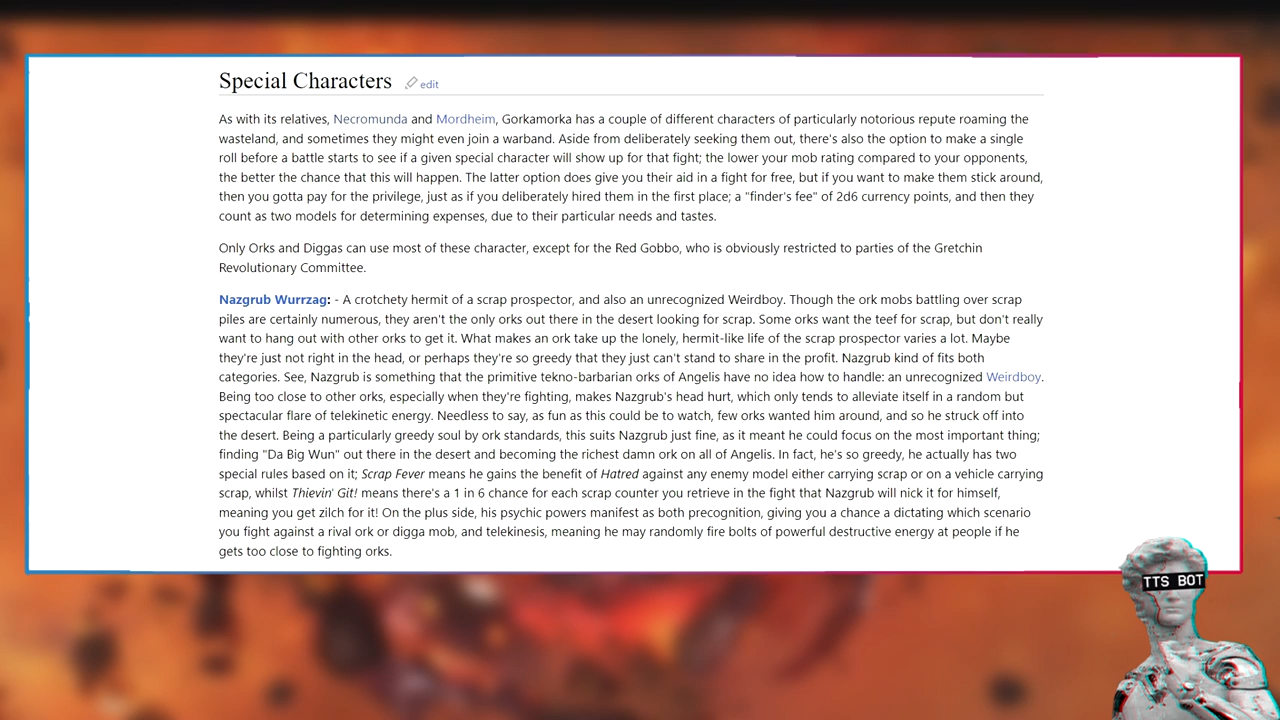 Special Characters edit
As with its relatives, Necromunda and Mordheim, Gorkamorka has a couple of different characters of particularly notorious repute roaming the
wasteland, and sometimes they might even join a warband. Aside from deliberately seeking them out, there's also the option to make a single
roll before a battle starts to see if a given special character will show up for that fight; the lower your mob rating compared to your opponents,
the better the chance that this will happen. The latter option does give you their aid in a fight for free, but if you want to make them stick around,
then you gotta pay for the privilege, just as if you deliberately hired them in the first place; a "finder's fee" of 2d6 currency points, and then they
count as two models for determining expenses, due to their particular needs and tastes.
Only Orks and Diggas can use most of these character, except for the Red Gobbo, who is obviously restricted to parties of the Gretchin
Revolutionary Committee.
Nazgrub Wurrzag: - A crotchety hermit of a scrap prospector, and also an unrecognized Weirdboy. Though the ork mobs battling over scrap
piles are certainly numerous, they aren't the only orks out there in the desert looking for scrap. Some orks want the teef for scrap, but don't really
want to hang out with other orks to get it. What makes an ork take up the lonely, hermit-like life of the scrap prospector varies a lot. Maybe
they're just not right in the head, or perhaps they're so greedy that they just can't stand to share in the profit. Nazgrub kind of fits both
categories. See, Nazgrub is something that the primitive tekno-barbarian orks of Angelis have no idea how to handle: an unrecognized Weirdboy.
Being too close to other orks, especially when they're fighting, makes Nazgrub's head hurt, which only tends to alleviate itself in a random but
spectacular flare of telekinetic energy. Needless to say, as fun as this could be to watch, few orks wanted him around, and so he struck off into
the desert. Being a particularly greedy soul by ork standards, this suits Nazgrub just fine, as it meant he could focus on the most important thing;
finding "Da Big Wun" out there in the desert and becoming the richest damn ork on all of Angelis. In fact, he's so greedy, he actually has two
special rules based on it; Scrap Fever means he gains the benefit of Hatred against any enemy model either carrying scrap or on a vehicle carrying
scrap, whilst Thievin' Git! means there's a 1 in 6 chance for each scrap counter you retrieve in the fight that Nazgrub will nick it for himself,
meaning you get zilch for it! On the plus side, his psychic powers manifest as both precognition, giving you a chance a dictating which scenario
you fight against a rival ork or digga mob, and telekinesis, meaning he may randomly fire bolts of powerful destructive energy at people if he
gets too close to fighting orks.
TTS BOT